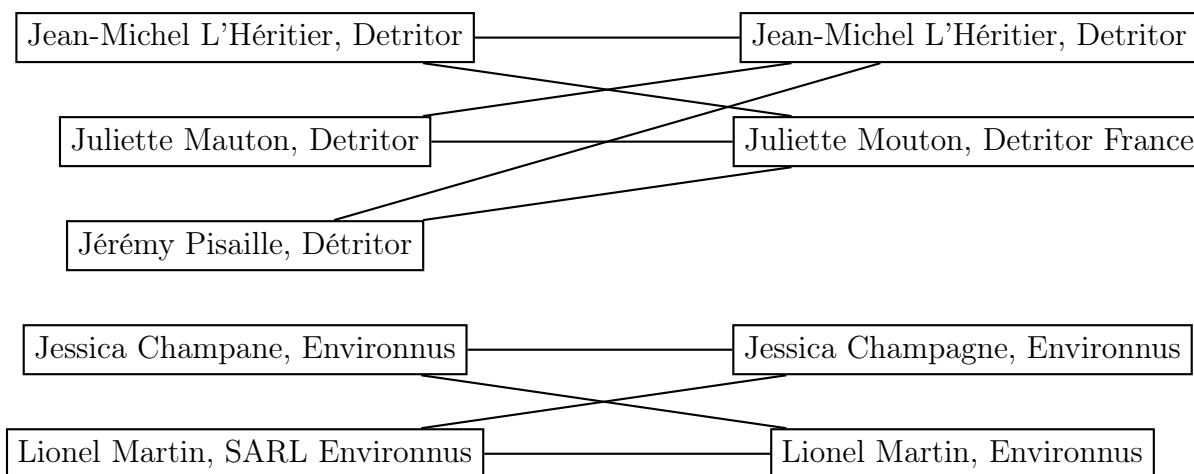 Jean-Michel L'Héritier, Detritor
Jean-Michel L'Héritier, Detritor
Juliette Mauton, Detritor
Juliette Mouton, Detritor France
Jérémy Pisaille, Détritor
Jessica Champane, Environnus
Jessica Champagne, Environnus
Lionel Martin, SARL Environnus
Lionel Martin, Environnus